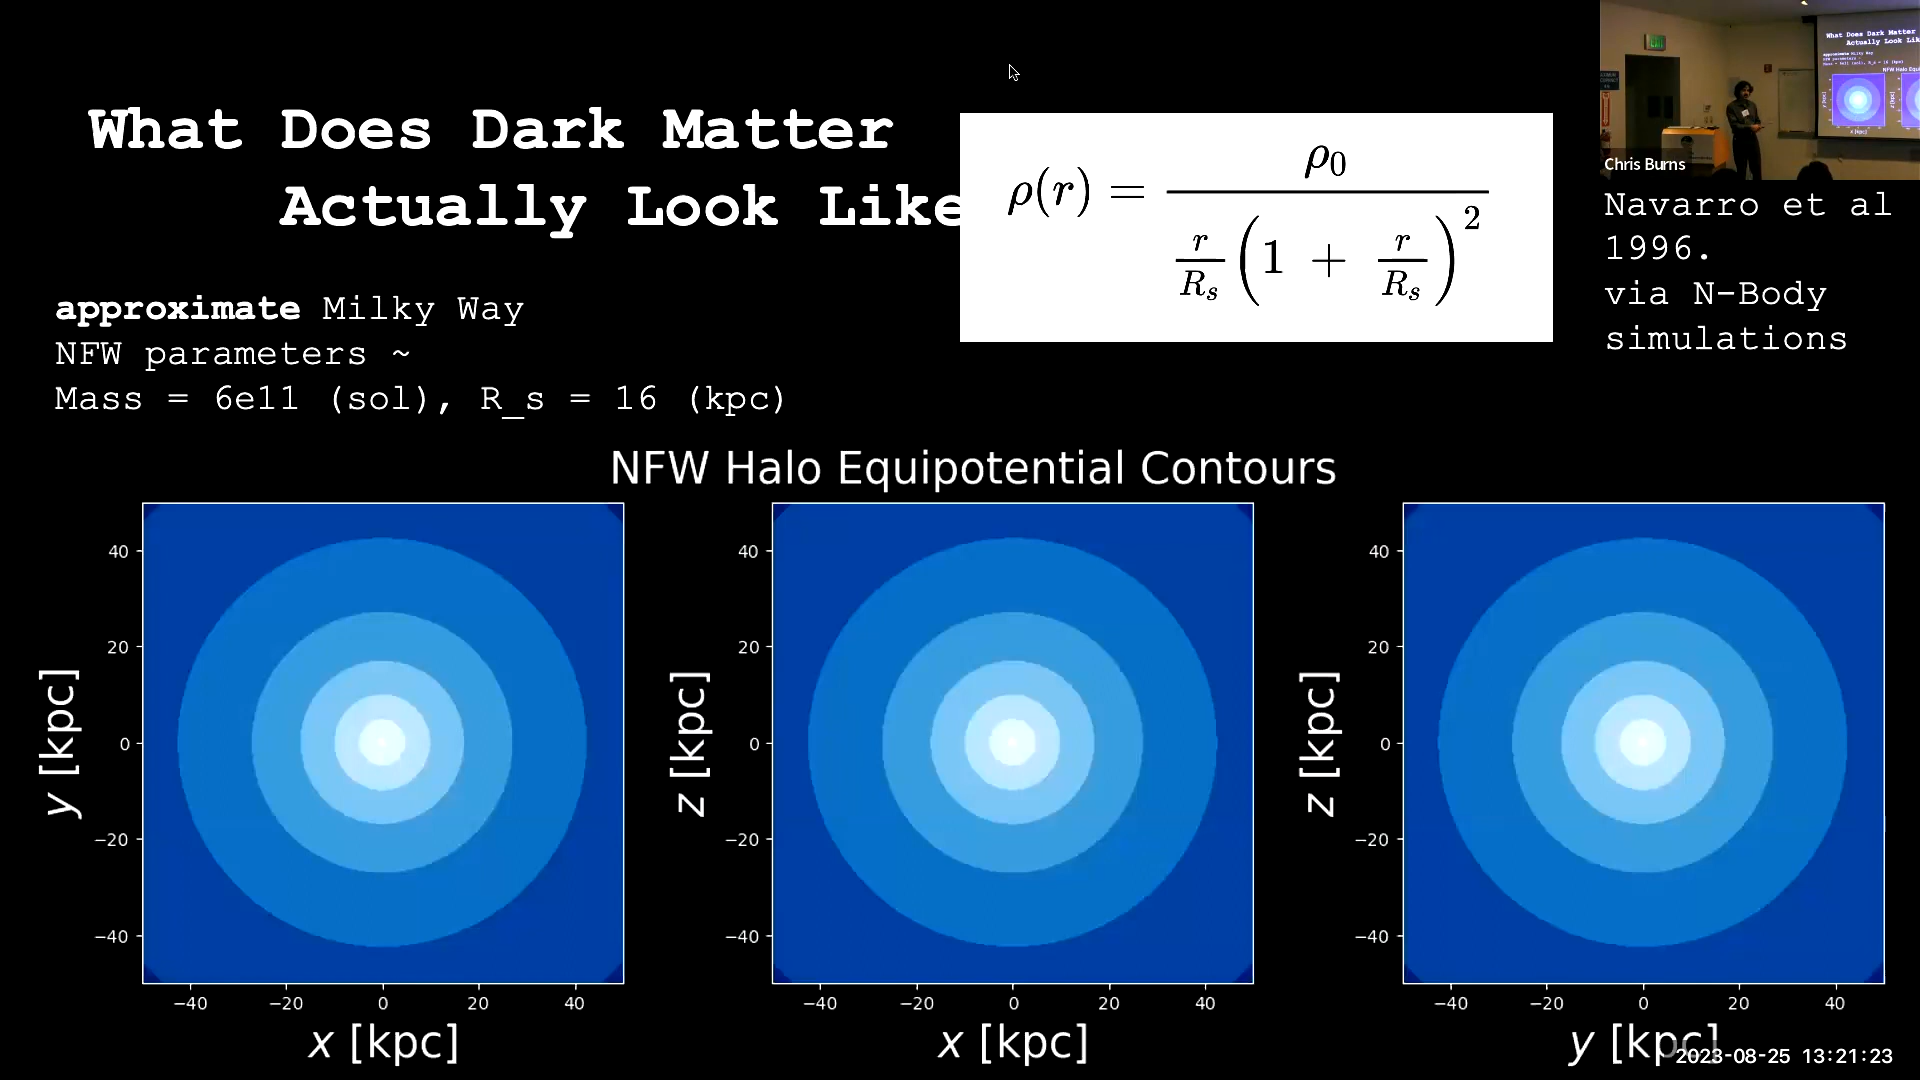 What Does Dark Matter
Actually Look Like
approximate Milky Way
NFW parameters ~
Mass = 6e11 (sol), R_s = 16 (kpc)
ρ(r) = ρ0 / (r/Rs (1 + r/Rs)^2)
Chris Burns
Navarro et al
1996.
via N-Body
simulations
NFW Halo Equipotential Contours
y [kpc]
40
20
0
−20
−40
−40 −20 0 20 40
x [kpc]
z [kpc]
40
20
0
−20
−40
−40 −20 0 20 40
x [kpc]
z [kpc]
40
20
0
−20
−40
−40 −20 0 20 40
y [kpc]
2023-08-25 13:21:23